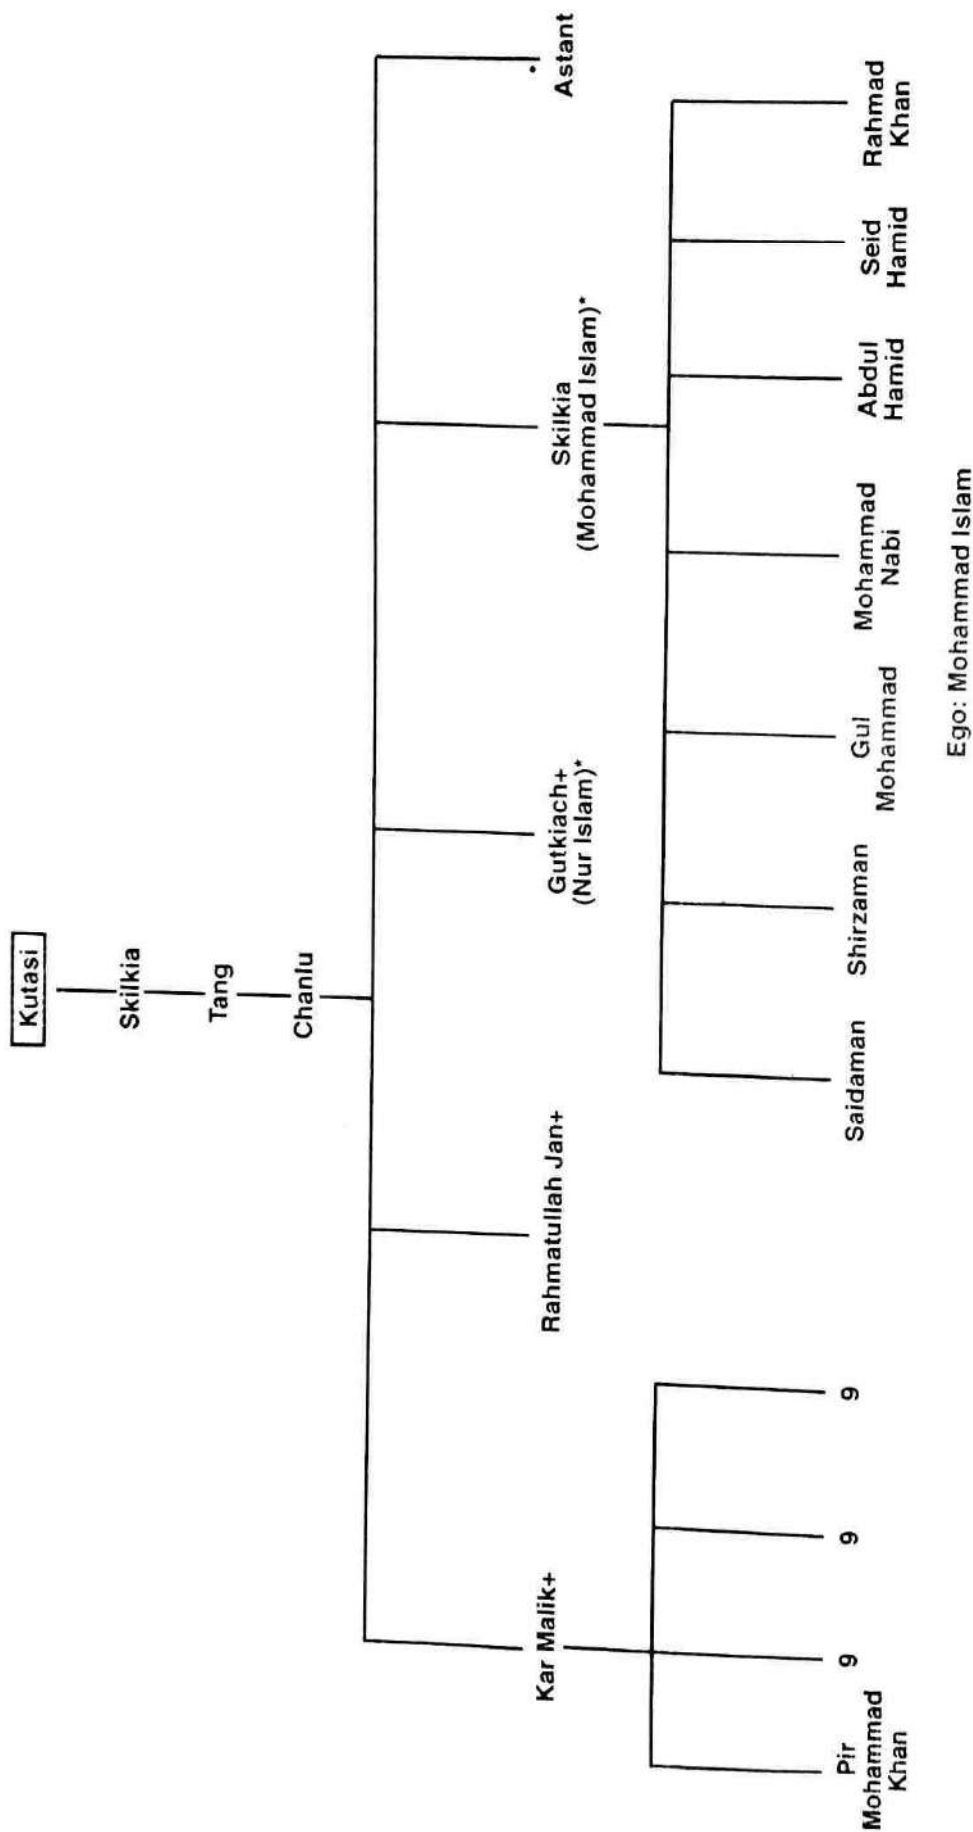 Kutasi
Skilkia
Tang
Chanlu
Kar Malik+
Rahmatullah Jan+
Gutkiach+
(Nur Islam)*
Skilkia
(Mohammad Islam)*
Astant
Pir
Mohammad
Khan
9
9
9
Saidaman
Shirzaman
Gul
Mohammad
Mohammad
Nabi
Abdul
Hamid
Seid
Hamid
Rahmad
Khan
Ego: Mohammad Islam